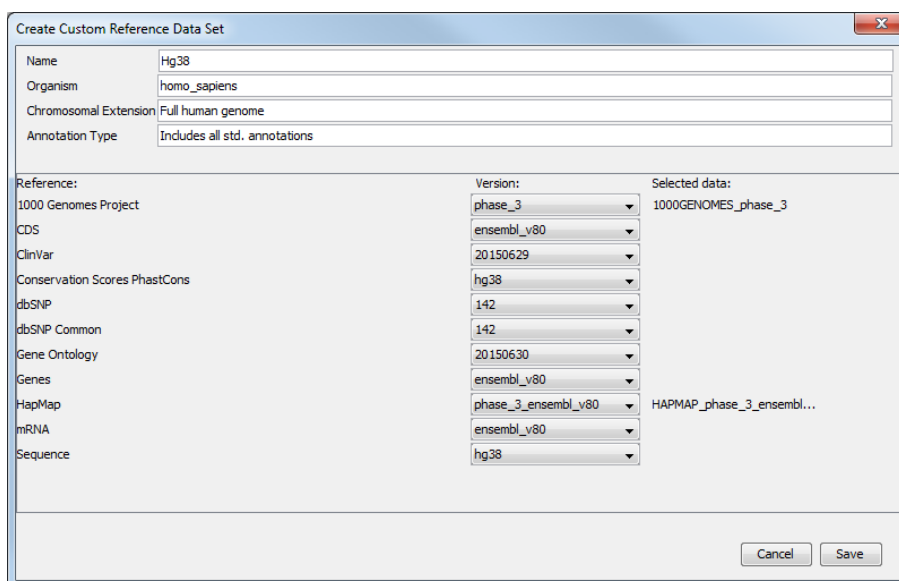 Create Custom Reference Data Set
Name Hg38
Organism homo_sapiens
Chromosomal Extension Full human genome
Annotation Type Includes all std. annotations
Reference: Version: Selected data:
1000 Genomes Project phase_3 1000GENOMES_phase_3
CDS ensembl_v80
ClinVar 20150629
Conservation Scores PhastCons hg38
dbSNP 142
dbSNP Common 142
Gene Ontology 20150630
Genes ensembl_v80
HapMap phase_3_ensembl_v80 HAPMAP_phase_3_ensembl...
mRNA ensembl_v80
Sequence hg38
Cancel Save